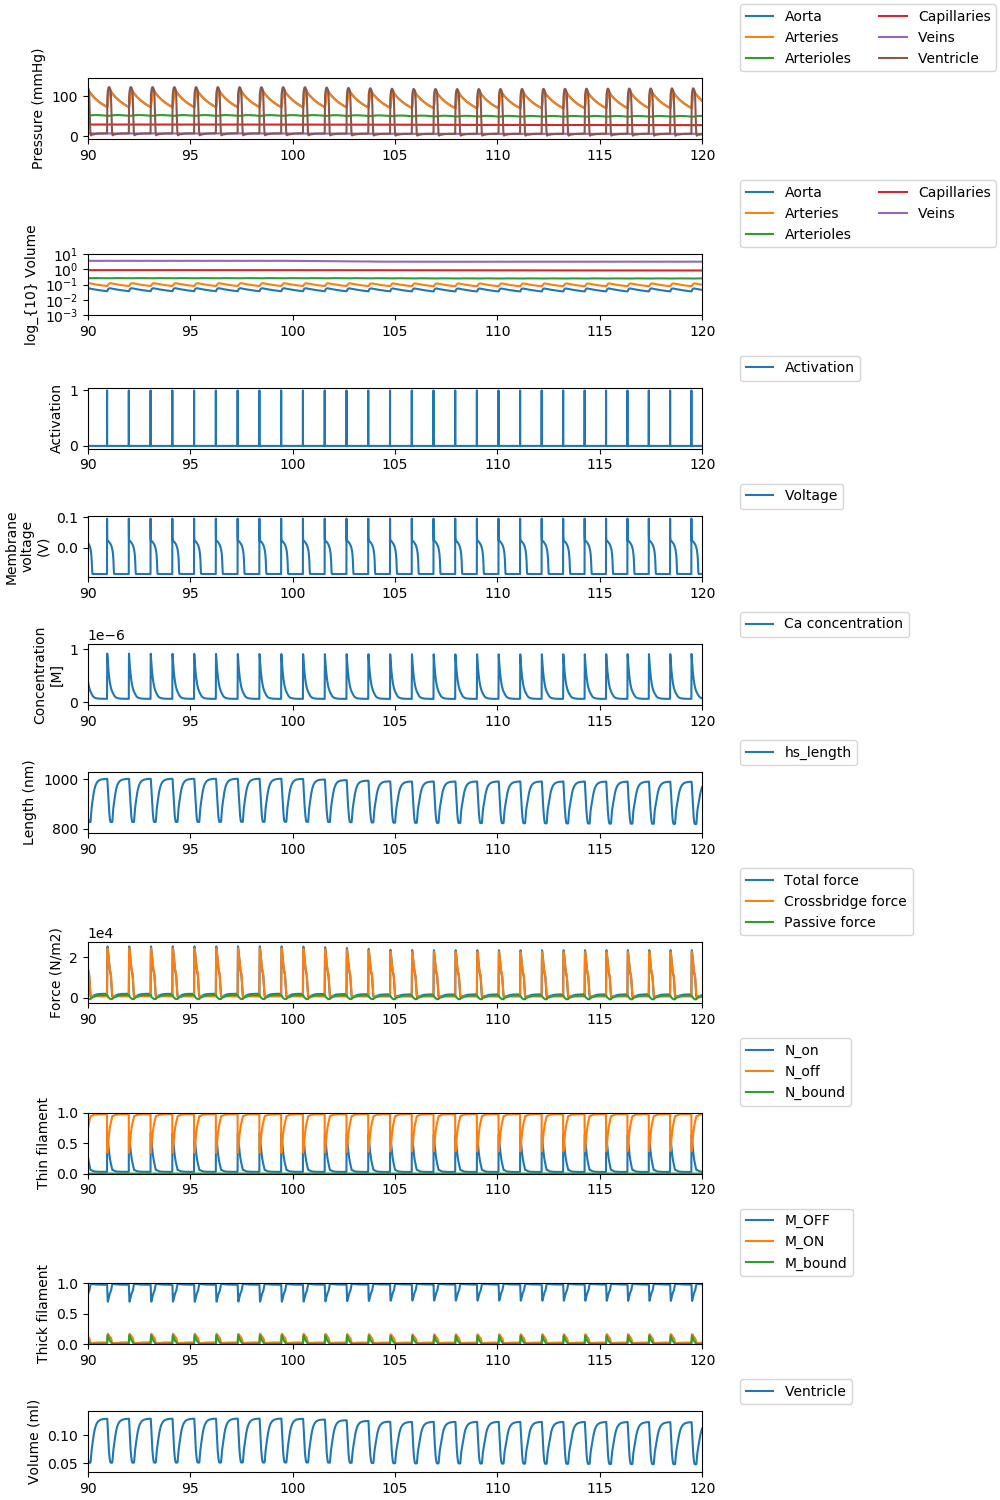 Aorta
Arteries
Arterioles
Capillaries
Veins
Ventricle
Pressure (mmHg)
100
0
90 95 100 105 110 115 120
Aorta
Arteries
Arterioles
Capillaries
Veins
log_{10} Volume
10^1
10^0
10^-1
10^-2
10^-3
90 95 100 105 110 115 120
Activation
Activation
1
0
90 95 100 105 110 115 120
Voltage
Membrane
voltage
(V)
0.1
0.0
90 95 100 105 110 115 120
Ca concentration
Concentration
[M]
1e−6
1
0
90 95 100 105 110 115 120
hs_length
Length (nm)
1000
800
90 95 100 105 110 115 120
Total force
Crossbridge force
Passive force
Force (N/m2)
1e4
2
0
90 95 100 105 110 115 120
N_on
N_off
N_bound
Thin filament
1.0
0.5
0.0
90 95 100 105 110 115 120
M_OFF
M_ON
M_bound
Thick filament
1.0
0.5
0.0
90 95 100 105 110 115 120
Ventricle
Volume (ml)
0.10
0.05
90 95 100 105 110 115 120